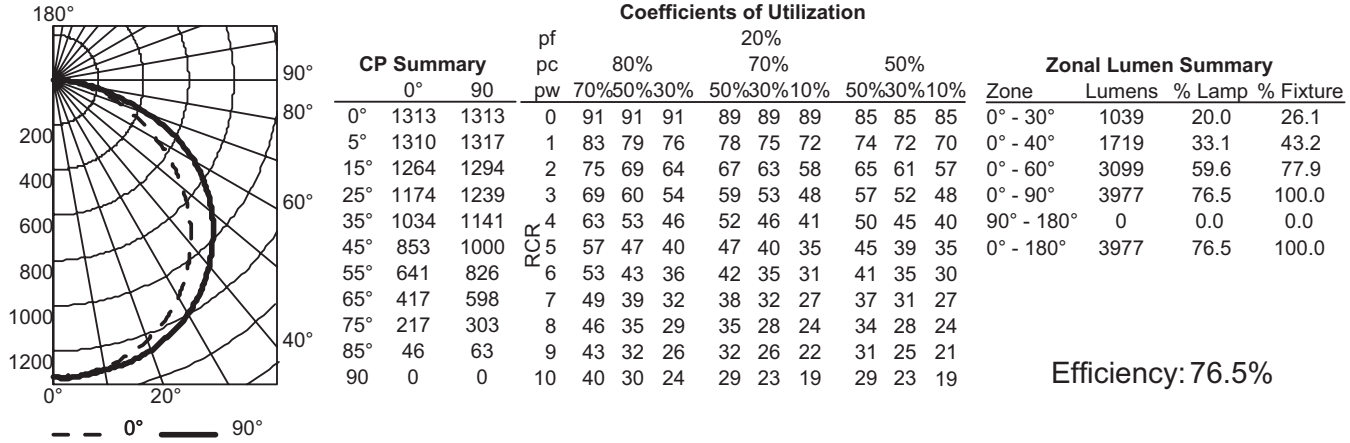 180°
90°
80°
60°
40°
200
400
600
800
1000
1200
0° 20°
0° 90°
CP Summary
0° 90
0° 1313 1313
5° 1310 1317
15° 1264 1294
25° 1174 1239
35° 1034 1141
45° 853 1000
55° 641 826
65° 417 598
75° 217 303
85° 46 63
90 0 0
Coefficients of Utilization
pf 20%
pc 80% 70% 50%
pw 70%50%30% 50%30%10% 50%30%10%
RCR
0 91 91 91 89 89 89 85 85 85
1 83 79 76 78 75 72 74 72 70
2 75 69 64 67 63 58 65 61 57
3 69 60 54 59 53 48 57 52 48
4 63 53 46 52 46 41 50 45 40
5 57 47 40 47 40 35 45 39 35
6 53 43 36 42 35 31 41 35 30
7 49 39 32 38 32 27 37 31 27
8 46 35 29 35 28 24 34 28 24
9 43 32 26 32 26 22 31 25 21
10 40 30 24 29 23 19 29 23 19
Zonal Lumen Summary
Zone Lumens % Lamp % Fixture
0° - 30° 1039 20.0 26.1
0° - 40° 1719 33.1 43.2
0° - 60° 3099 59.6 77.9
0° - 90° 3977 76.5 100.0
90° - 180° 0 0.0 0.0
0° - 180° 3977 76.5 100.0
Efficiency: 76.5%